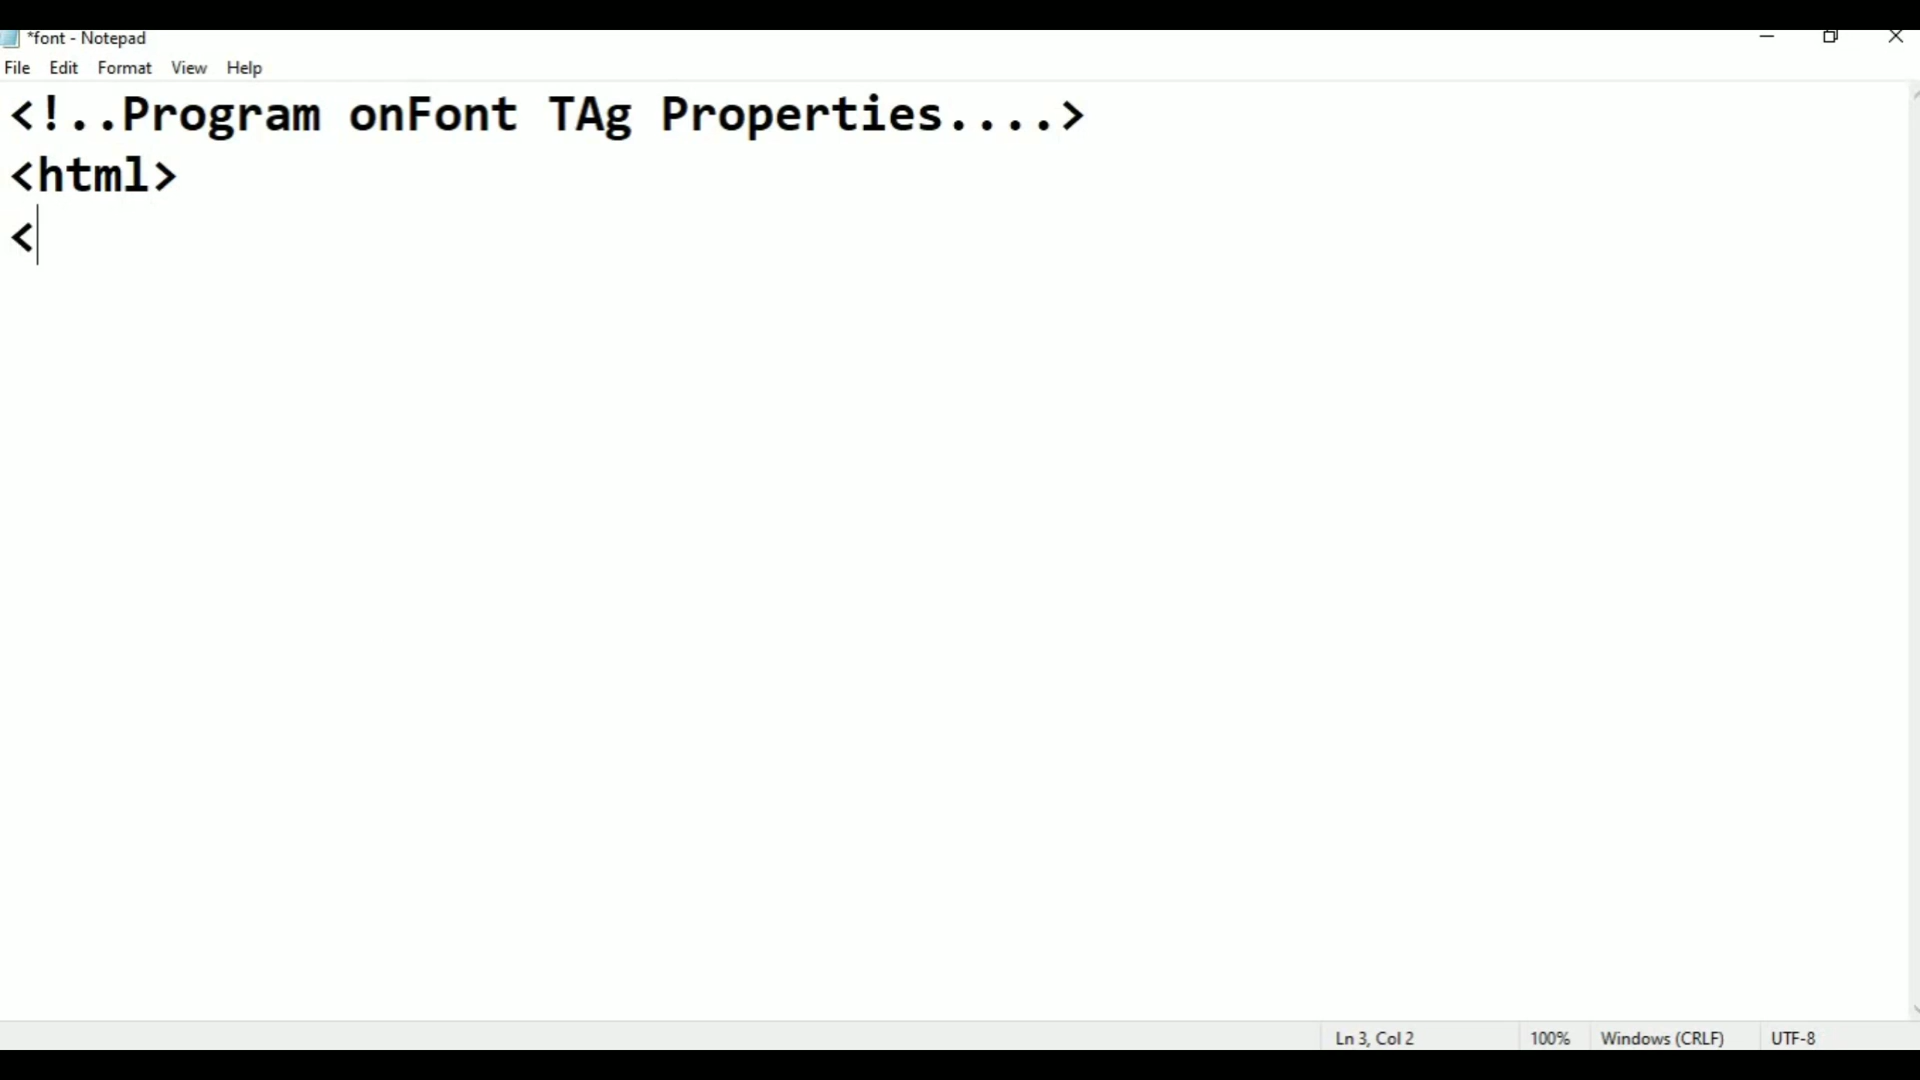 *font - Notepad
File Edit Format View Help
<!..Program onFont TAg Properties....>
<html>
<
Ln 3, Col 2 100% Windows (CRLF) UTF-8